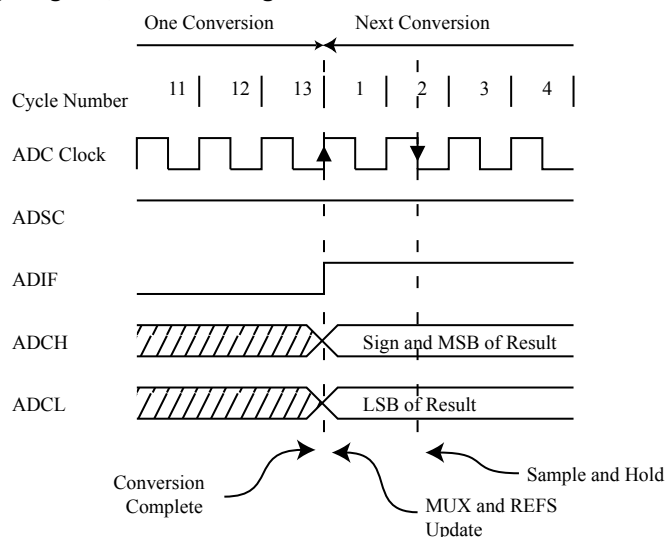 One Conversion Next Conversion
Cycle Number 11 12 13 1 2 3 4
ADC Clock
ADSC
ADIF
ADCH Sign and MSB of Result
ADCL LSB of Result
Conversion
Complete
MUX and REFS
Update
Sample and Hold